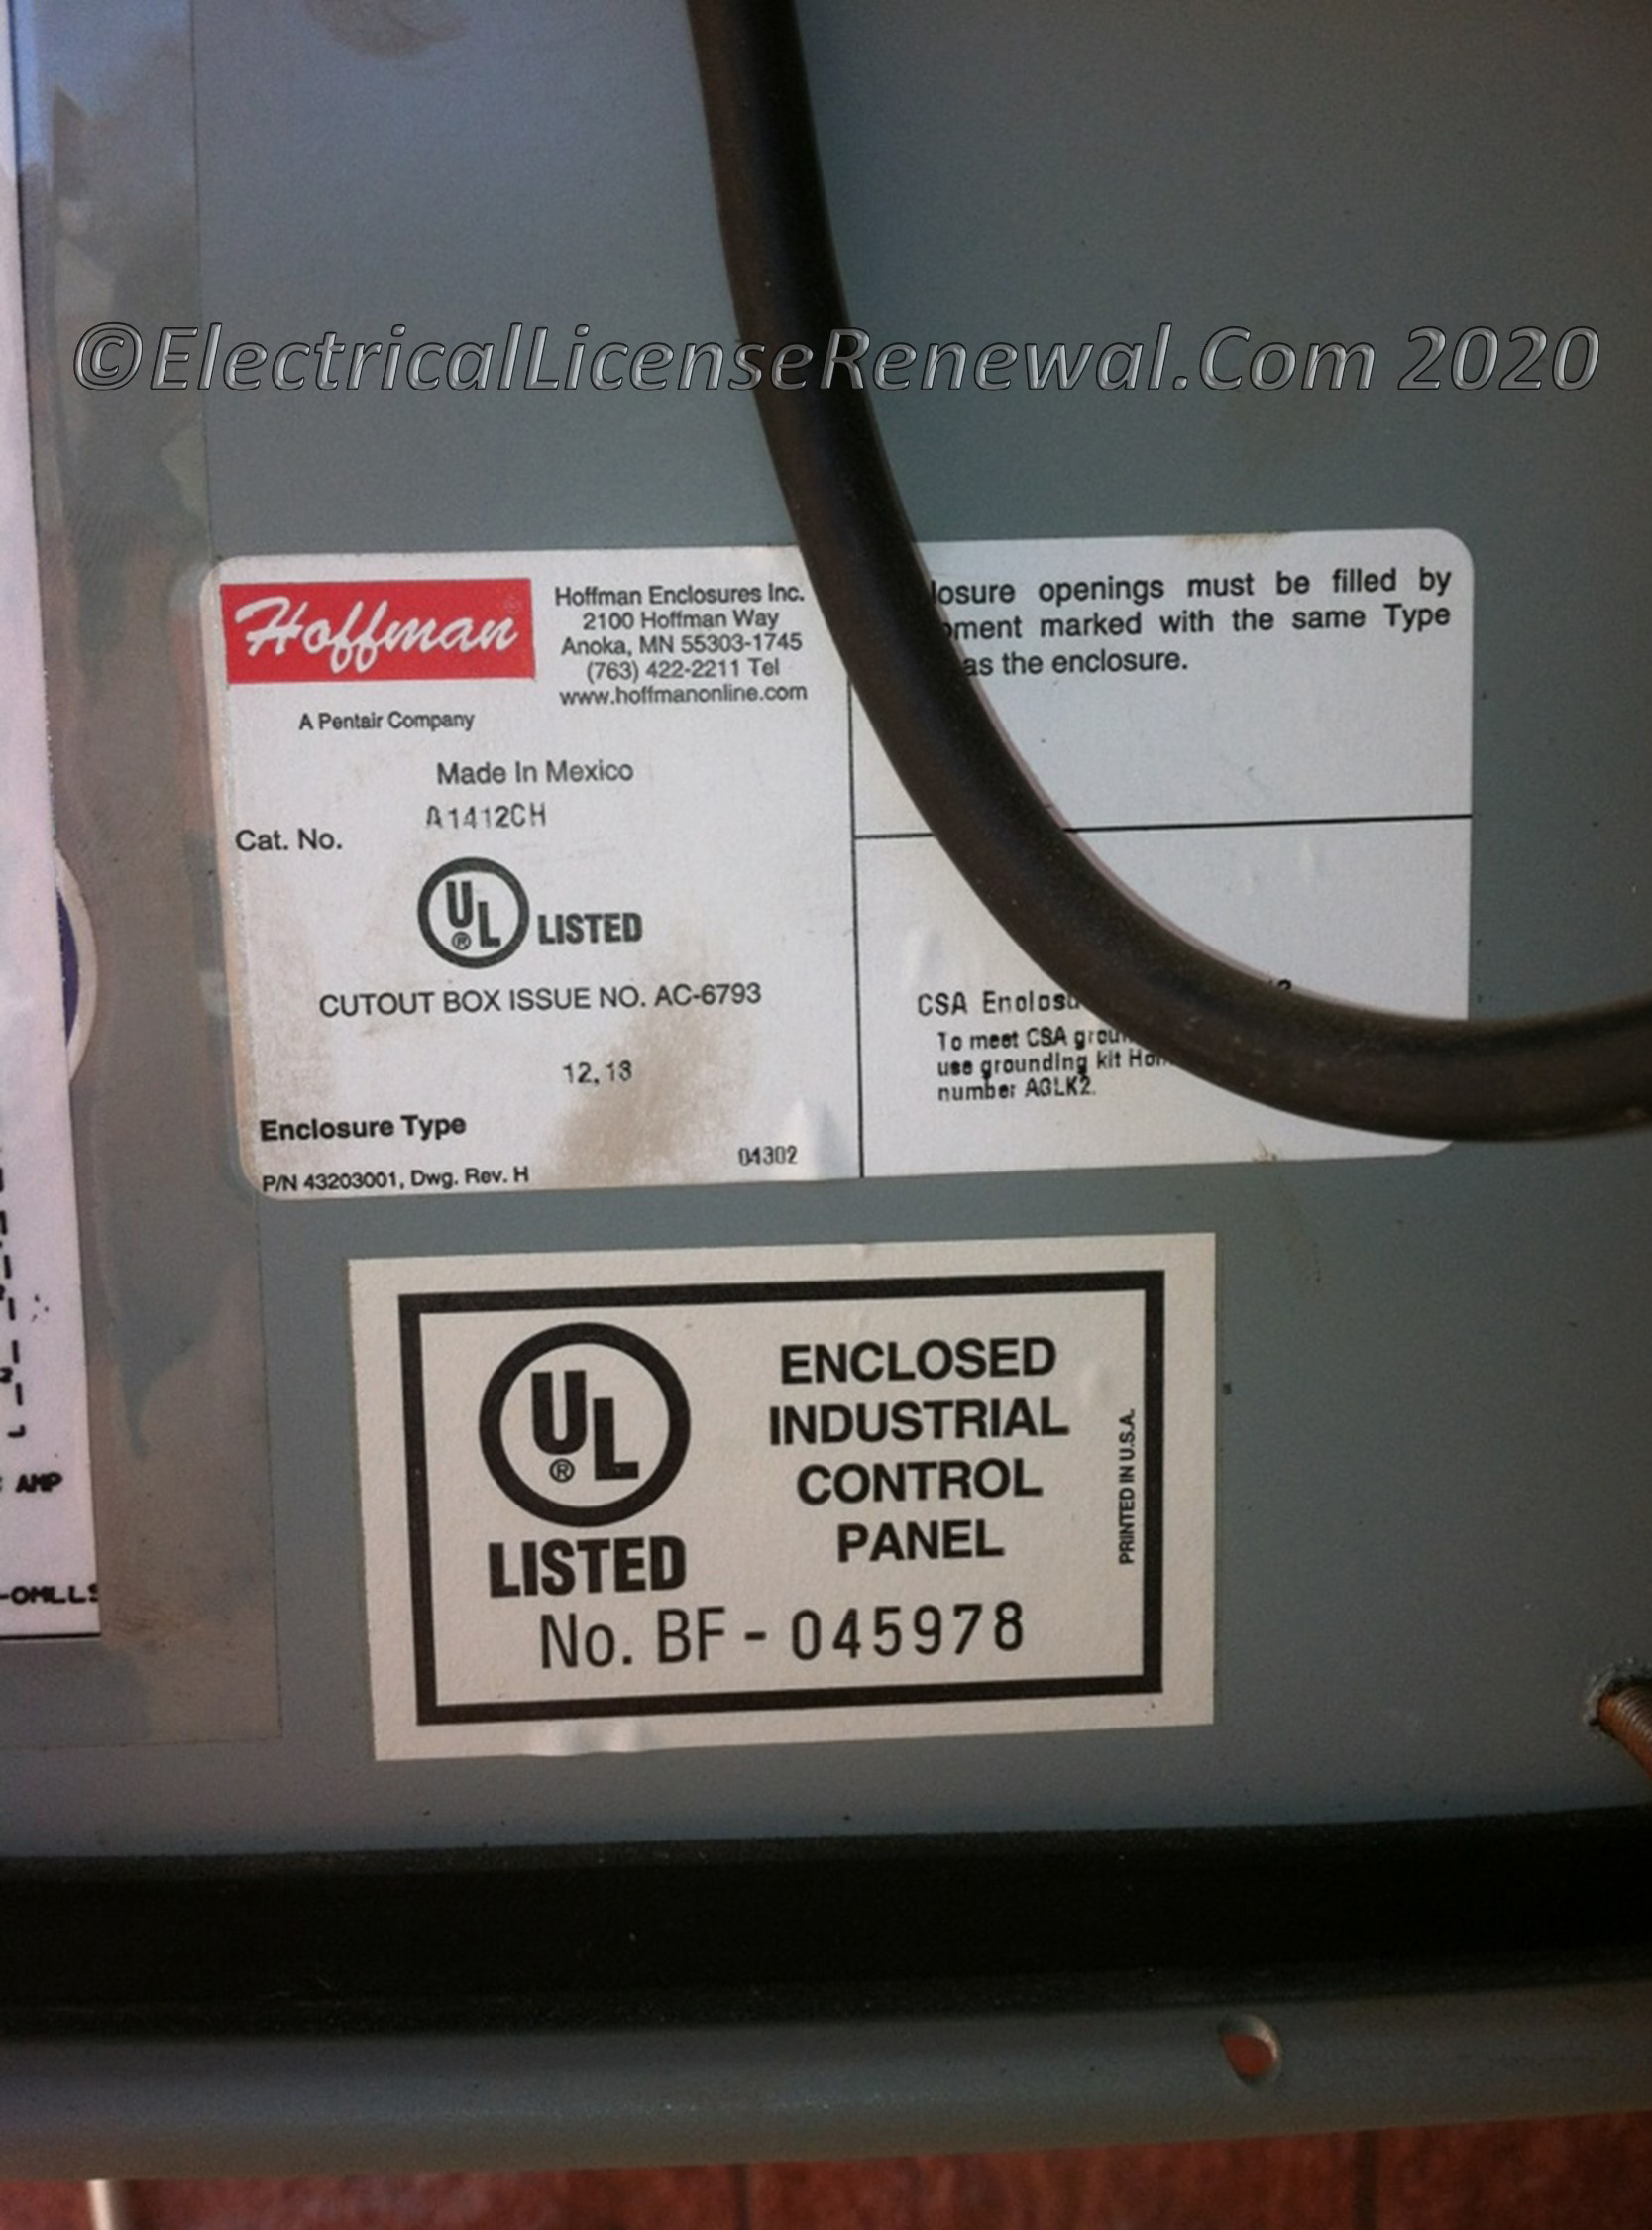 ©ElectricalLicenseRenewal.Com 2020
Hoffman
A Pentair Company
Hoffman Enclosures Inc.
2100 Hoffman Way
Anoka, MN 55303-1745
(763) 422-2211 Tel
www.hoffmanonline.com
Made In Mexico
A1412CH
Cat. No.
UL® LISTED
CUTOUT BOX ISSUE NO. AC-6793
12,13
Enclosure Type
04302
P/N 43203001, Dwg. Rev. H
losure openings must be filled by
ment marked with the same Type
as the enclosure.
CSA Enclosu
To meet CSA groun
use grounding kit Ho
number AGLK2.
UL®
LISTED
ENCLOSED
INDUSTRIAL
CONTROL
PANEL
No. BF - 045978
PRINTED IN U.S.A.
AMP
-OMLLS